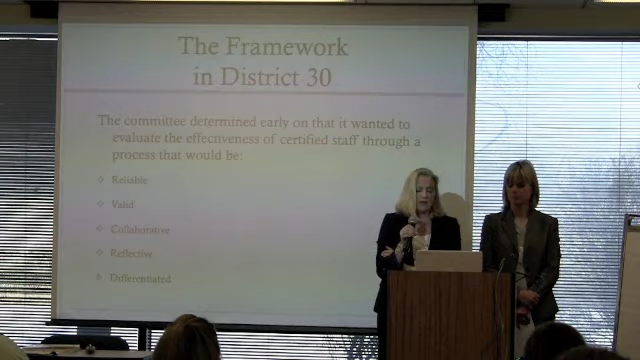 The Framework
in District 30
The committee determined early on that it wanted to
evaluate the effectiveness of certified staff through a
process that would be:
Reliable
Valid
Collaborative
Reflective
Differentiated